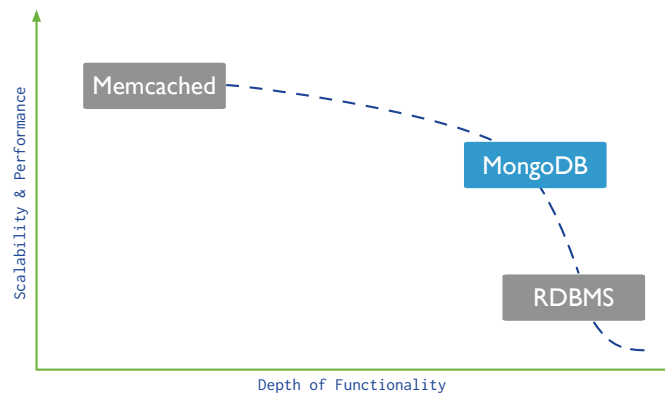 Memcached
MongoDB
RDBMS
Scalability & Performance
Depth of Functionality